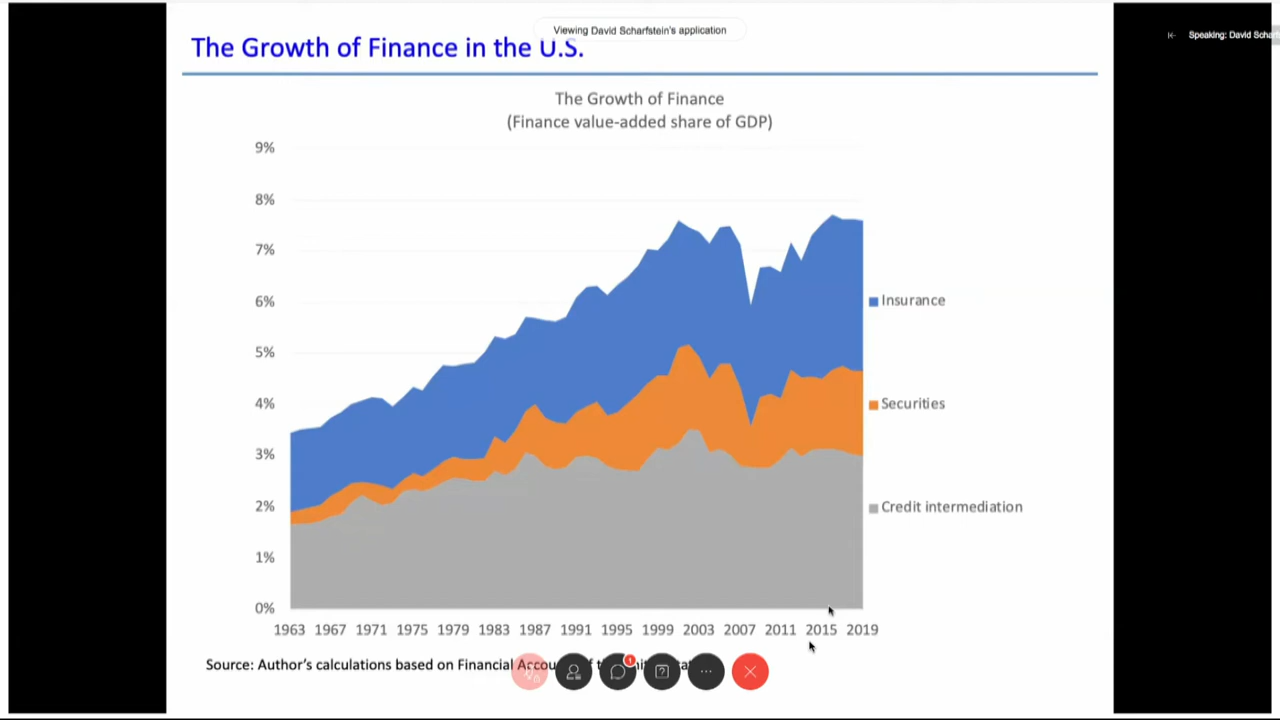 Viewing David Scharfstein's application
Speaking: David Scharf
The Growth of Finance in the U.S.
The Growth of Finance
(Finance value-added share of GDP)
9%
8%
7%
6%
5%
4%
3%
2%
1%
0%
Insurance
Securities
Credit intermediation
1963 1967 1971 1975 1979 1983 1987 1991 1995 1999 2003 2007 2011 2015 2019
Source: Author's calculations based on Financial
1